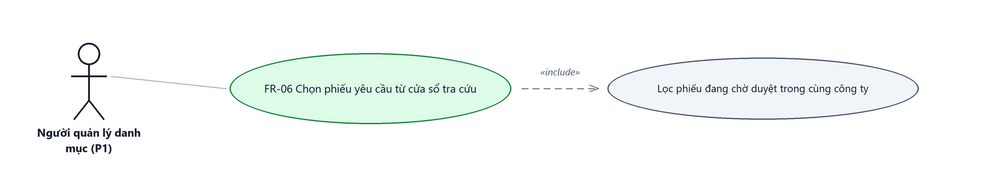 «include»
FR-06 Chọn phiếu yêu cầu từ cửa sổ tra cứu
Lọc phiếu đang chờ duyệt trong cùng công ty
Người quản lý danh
mục (P1)